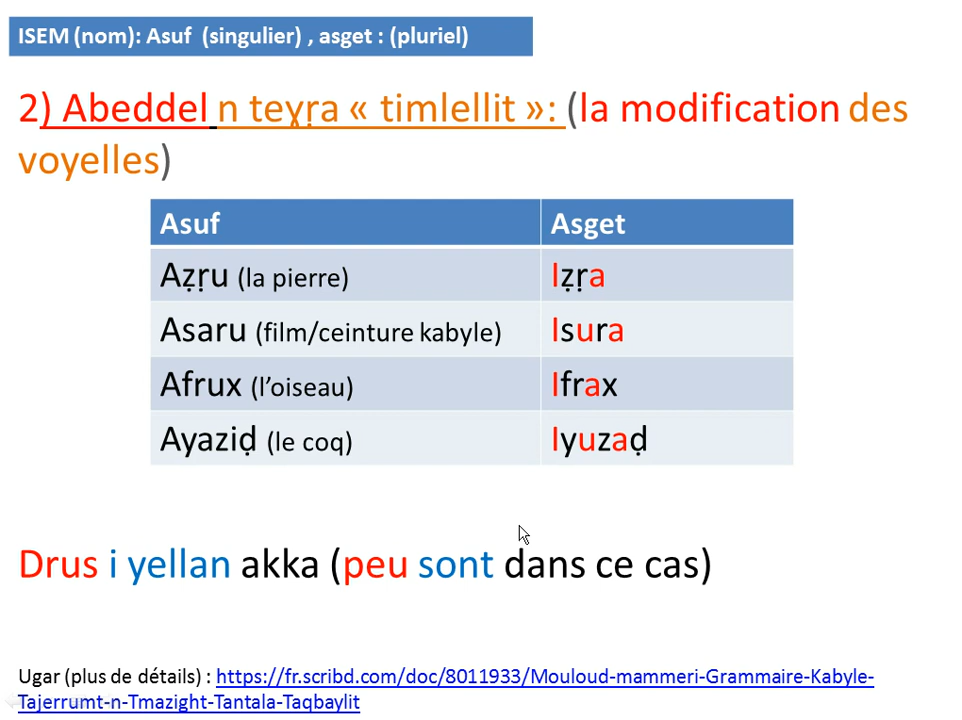 ISEM (nom): Asuf (singulier) , asget : (pluriel)
2) Abeddel n teɣṛa « timlellit »: (la modification des
voyelles)
Asuf Asget
Aẓṛu (la pierre) Iẓṛa
Asaru (film/ceinture kabyle) Isura
Afrux (l’oiseau) Ifrax
Ayaziḍ (le coq) Iyuzaḍ
Drus i yellan akka (peu sont dans ce cas)
Ugar (plus de détails) : https://fr.scribd.com/doc/8011933/Mouloud-mammeri-Grammaire-Kabyle-
Tajerrumt-n-Tmazight-Tantala-Taqbaylit